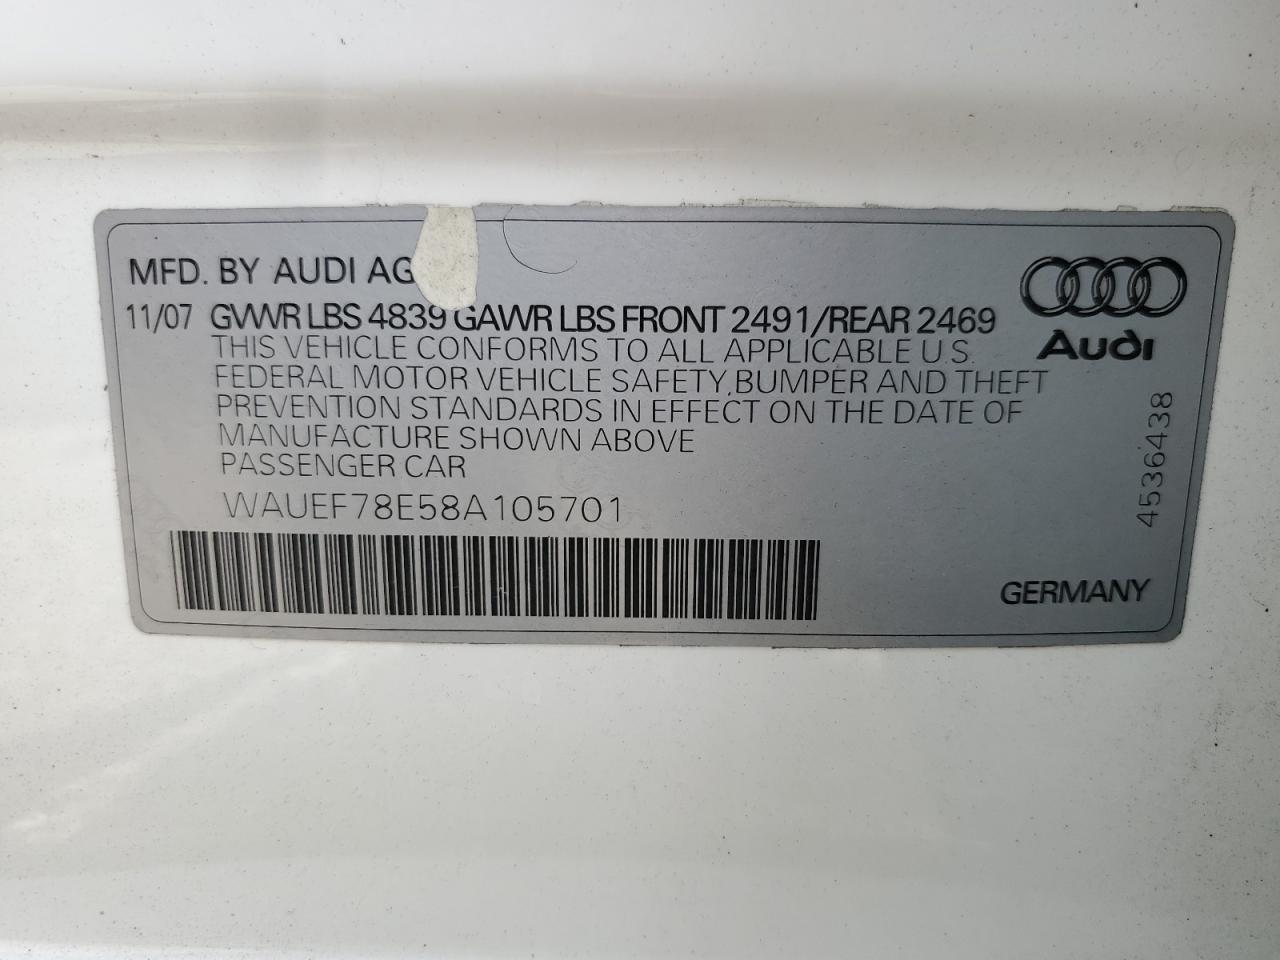 MFD. BY AUDI AG
11/07 GVWR LBS 4839 GAWR LBS FRONT 2491/REAR 2469
THIS VEHICLE CONFORMS TO ALL APPLICABLE U.S.
FEDERAL MOTOR VEHICLE SAFETY,BUMPER AND THEFT
PREVENTION STANDARDS IN EFFECT ON THE DATE OF
MANUFACTURE SHOWN ABOVE
PASSENGER CAR
WAUEF78E58A105701
Audi
4536438
GERMANY